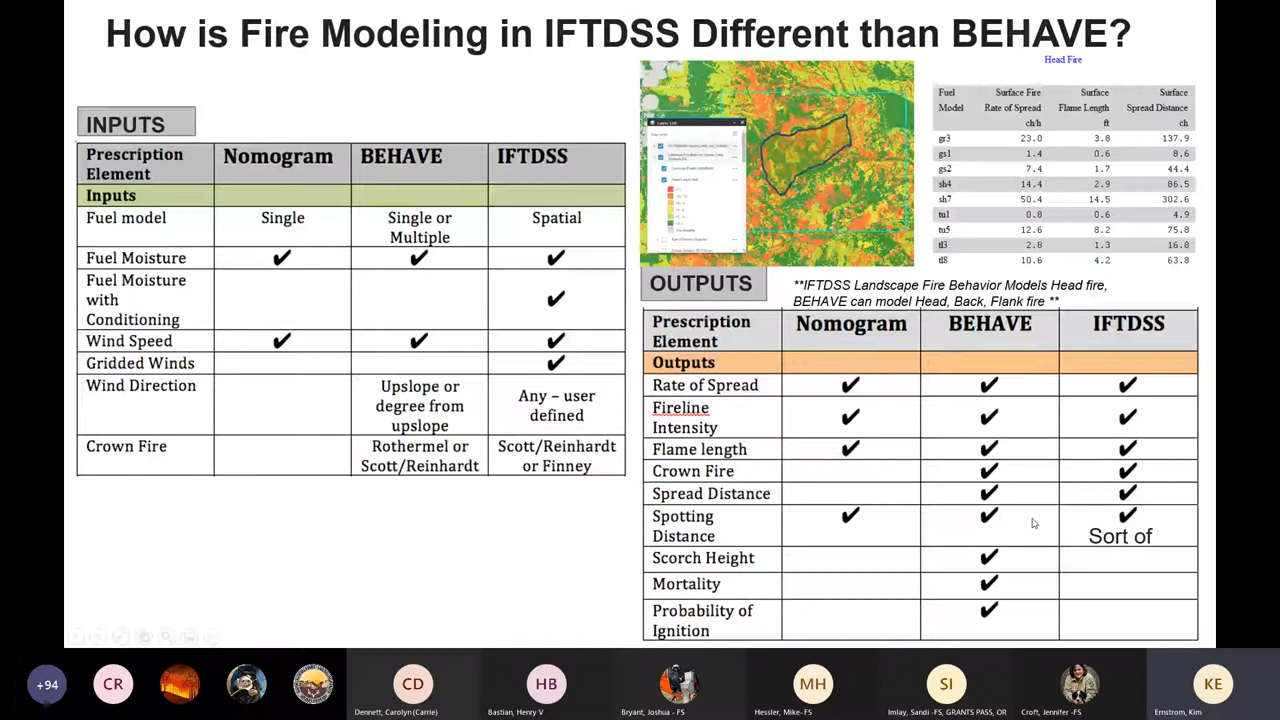 How is Fire Modeling in IFTDSS Different than BEHAVE?
INPUTS
Prescription Element Nomogram BEHAVE IFTDSS
Inputs
Fuel model Single Single or Multiple Spatial
Fuel Moisture ✔ ✔ ✔
Fuel Moisture with Conditioning ✔
Wind Speed ✔ ✔ ✔
Gridded Winds ✔
Wind Direction Upslope or degree from upslope Any – user defined
Crown Fire Rothermel or Scott/Reinhardt Scott/Reinhardt or Finney
Head Fire
Fuel Model Surface Fire Rate of Spread ch/h Surface Flame Length ft Surface Spread Distance ch
gr3 23.0 3.8 137.9
gs1 1.4 0.6 8.6
gs2 7.4 1.7 44.4
sh4 14.4 2.9 86.5
sh7 50.4 14.5 302.6
tu1 0.8 0.6 4.9
tu5 12.6 8.2 75.8
tl3 2.8 1.3 16.8
tl8 10.6 4.2 63.8
OUTPUTS
**IFTDSS Landscape Fire Behavior Models Head fire,
BEHAVE can model Head, Back, Flank fire **
Prescription Element Nomogram BEHAVE IFTDSS
Outputs
Rate of Spread ✔ ✔ ✔
Fireline Intensity ✔ ✔ ✔
Flame length ✔ ✔ ✔
Crown Fire ✔ ✔
Spread Distance ✔ ✔
Spotting Distance ✔ ✔ ✔ Sort of
Scorch Height ✔
Mortality ✔
Probability of Ignition ✔
+94
CR
CD
HB
MH
SI
KE
Dennett, Carolyn (Carrie)
Bastian, Henry V
Bryant, Joshua - FS
Hessler, Mike- FS
Imlay, Sandi -FS, GRANTS PASS, OR
Croft, Jennifer -FS
Ernstrom, Kim